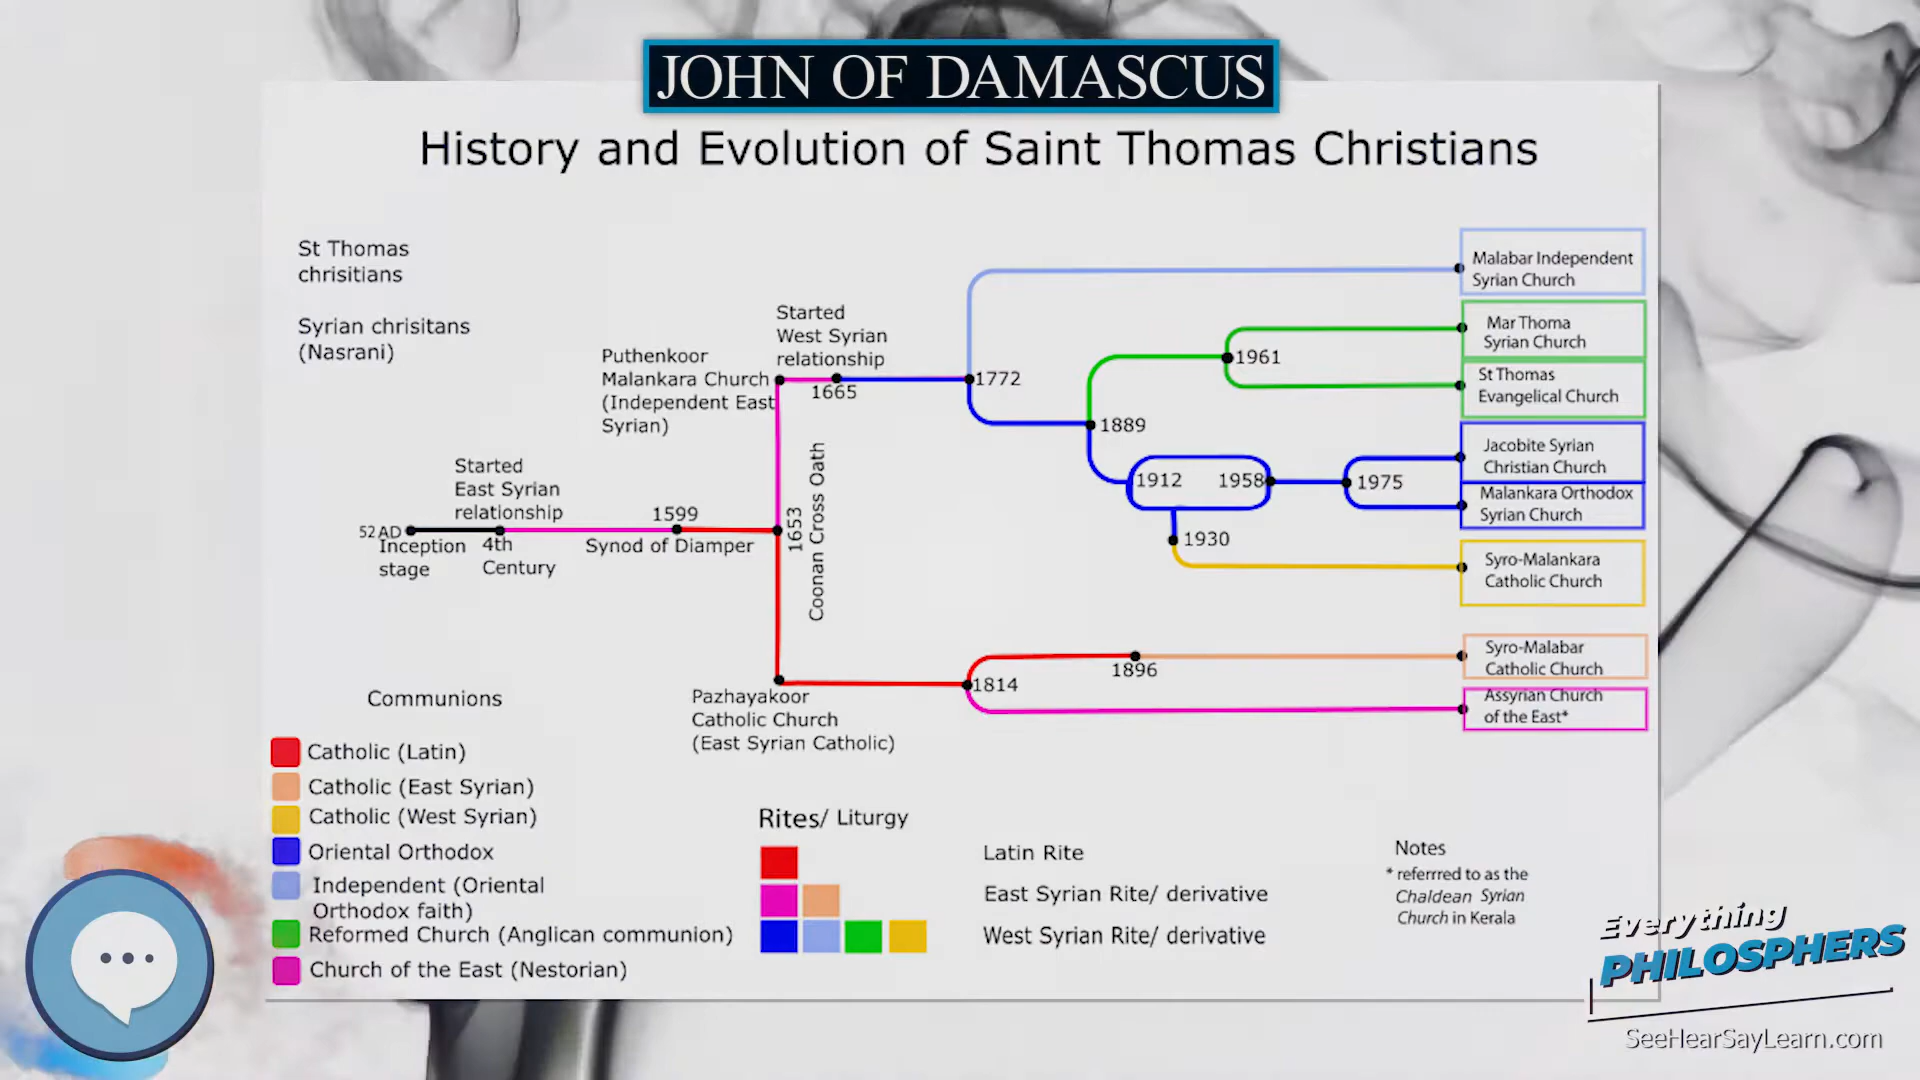 JOHN OF DAMASCUS
History and Evolution of Saint Thomas Christians
St Thomas
chrisitians
Syrian chrisitans
(Nasrani)
Started
East Syrian
relationship
52 AD
Inception
stage
4th
Century
1599
Synod of Diamper
1653
Coonan Cross Oath
Puthenkoor
Malankara Church
(Independent East
Syrian)
Started
West Syrian
relationship
1665
1772
1889
1961
1912
1958
1975
1930
Pazhayakoor
Catholic Church
(East Syrian Catholic)
1814
1896
Malabar Independent
Syrian Church
Mar Thoma
Syrian Church
St Thomas
Evangelical Church
Jacobite Syrian
Christian Church
Malankara Orthodox
Syrian Church
Syro-Malankara
Catholic Church
Syro-Malabar
Catholic Church
Assyrian Church
of the East*
Communions
Catholic (Latin)
Catholic (East Syrian)
Catholic (West Syrian)
Oriental Orthodox
Independent (Oriental
Orthodox faith)
Reformed Church (Anglican communion)
Church of the East (Nestorian)
Rites/ Liturgy
Latin Rite
East Syrian Rite/ derivative
West Syrian Rite/ derivative
Notes
* referrred to as the
Chaldean Syrian
Church in Kerala
Everything
PHILOSPHERS
SeeHearSayLearn.com